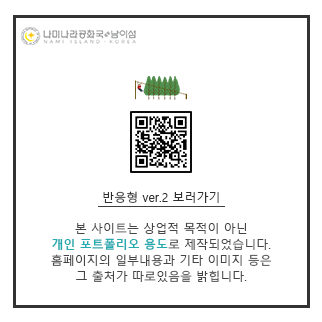 나미나라공화국 남이섬
NAMI ISLAND · KOREA
반응형 ver.2 보러가기
본 사이트는 상업적 목적이 아닌
개인 포트폴리오 용도로 제작되었습니다.
홈페이지의 일부내용과 기타 이미지 등은
그 출처가 따로있음을 밝힙니다.